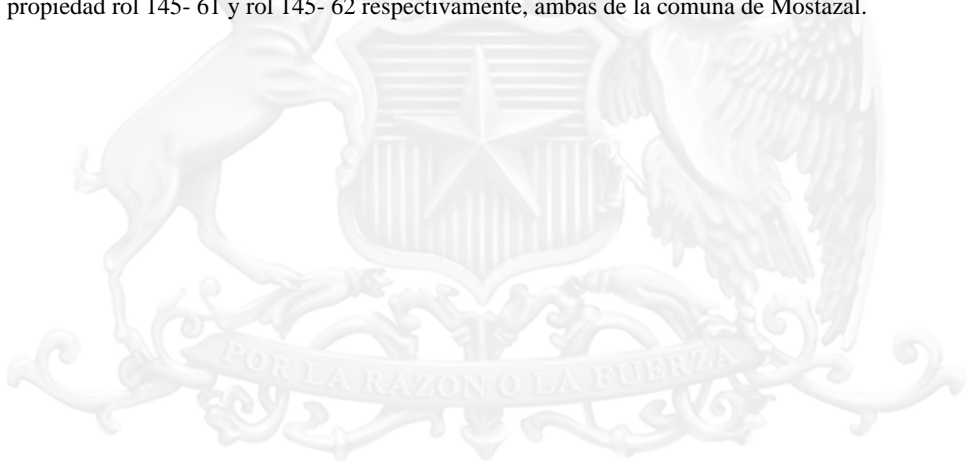 propiedad rol 145- 61 y rol 145- 62 respectivamente, ambas de la comuna de Mostazal.
POR LA RAZON O LA FUERZA